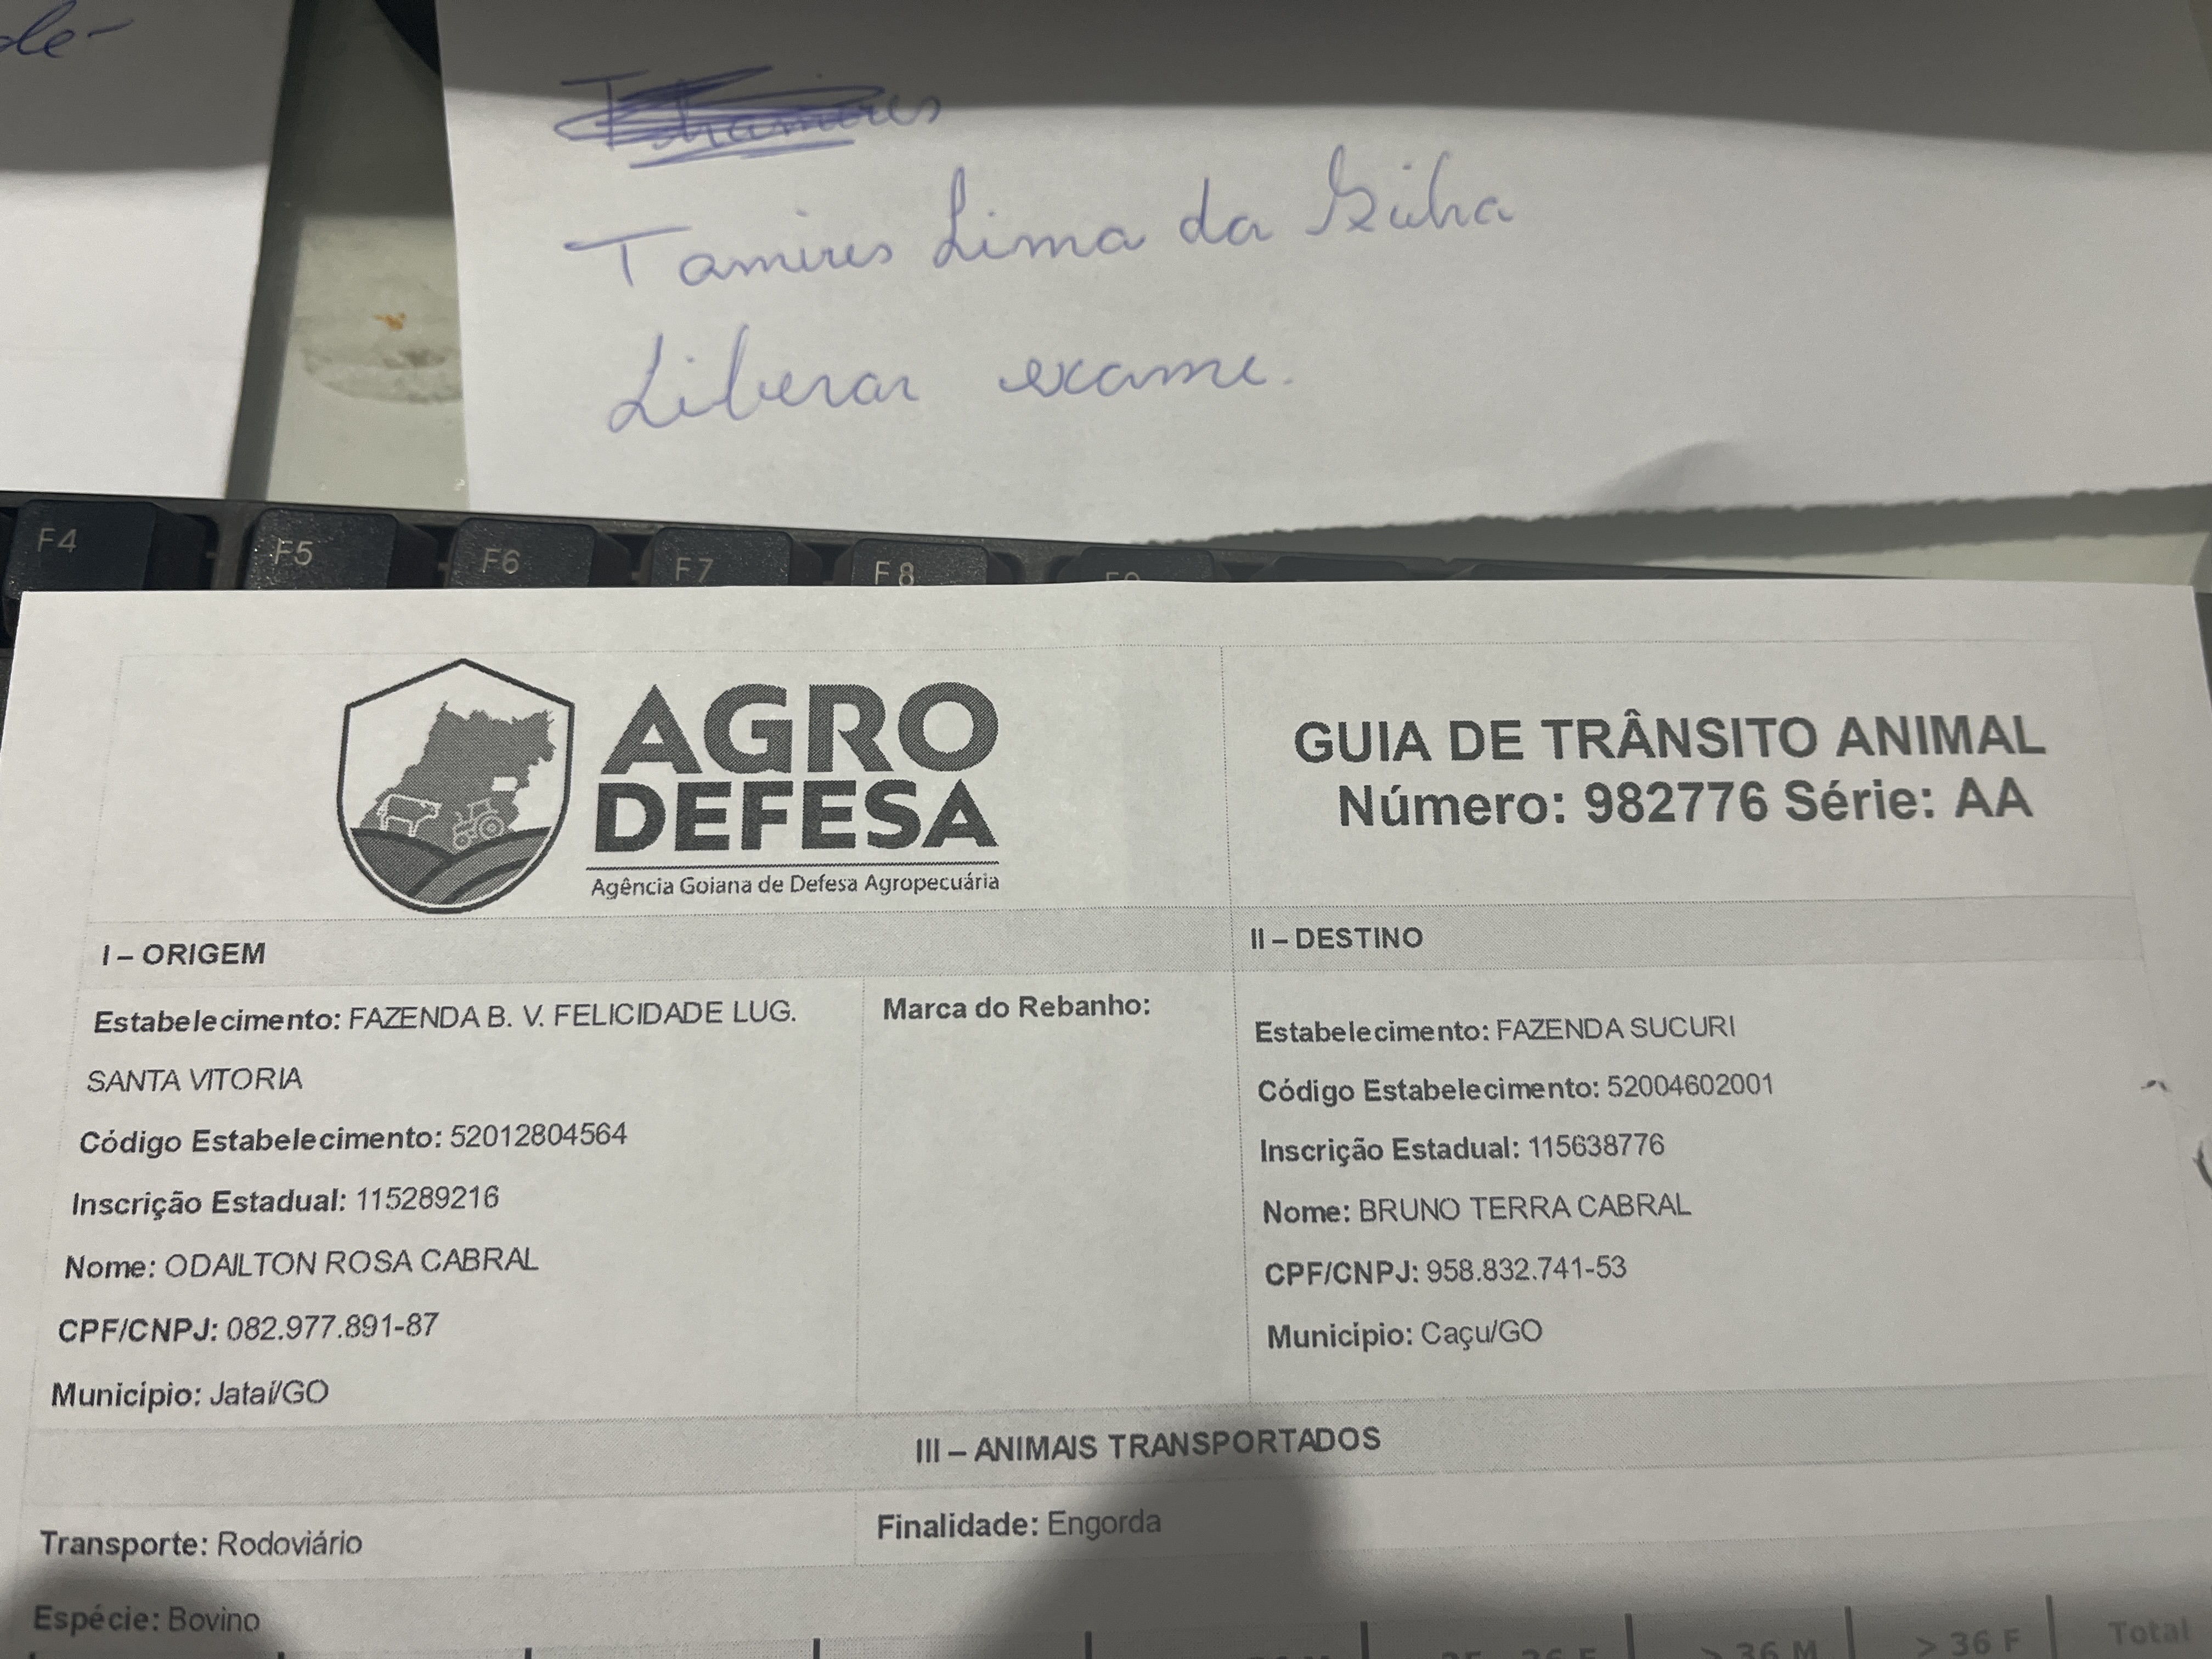 AGRO
DEFESA
Agência Goiana de Defesa Agropecuária
GUIA DE TRÂNSITO ANIMAL
Número: 982776 Série: AA
I – ORIGEM
Estabelecimento: FAZENDA B. V. FELICIDADE LUG.
SANTA VITORIA
Código Estabelecimento: 52012804564
Inscrição Estadual: 115289216
Nome: ODAILTON ROSA CABRAL
CPF/CNPJ: 082.977.891-87
Municipio: Jataí/GO
Marca do Rebanho:
II – DESTINO
Estabelecimento: FAZENDA SUCURI
Código Estabelecimento: 52004602001
Inscrição Estadual: 115638776
Nome: BRUNO TERRA CABRAL
CPF/CNPJ: 958.832.741-53
Municipio: Caçu/GO
III – ANIMAIS TRANSPORTADOS
Transporte: Rodoviário
Finalidade: Engorda
Espécie: Bovino
> 36 M
> 36 F
Total
Tamires Lima da Silva
Liberar exame.
F4
F5
F6
F7
F8
F9